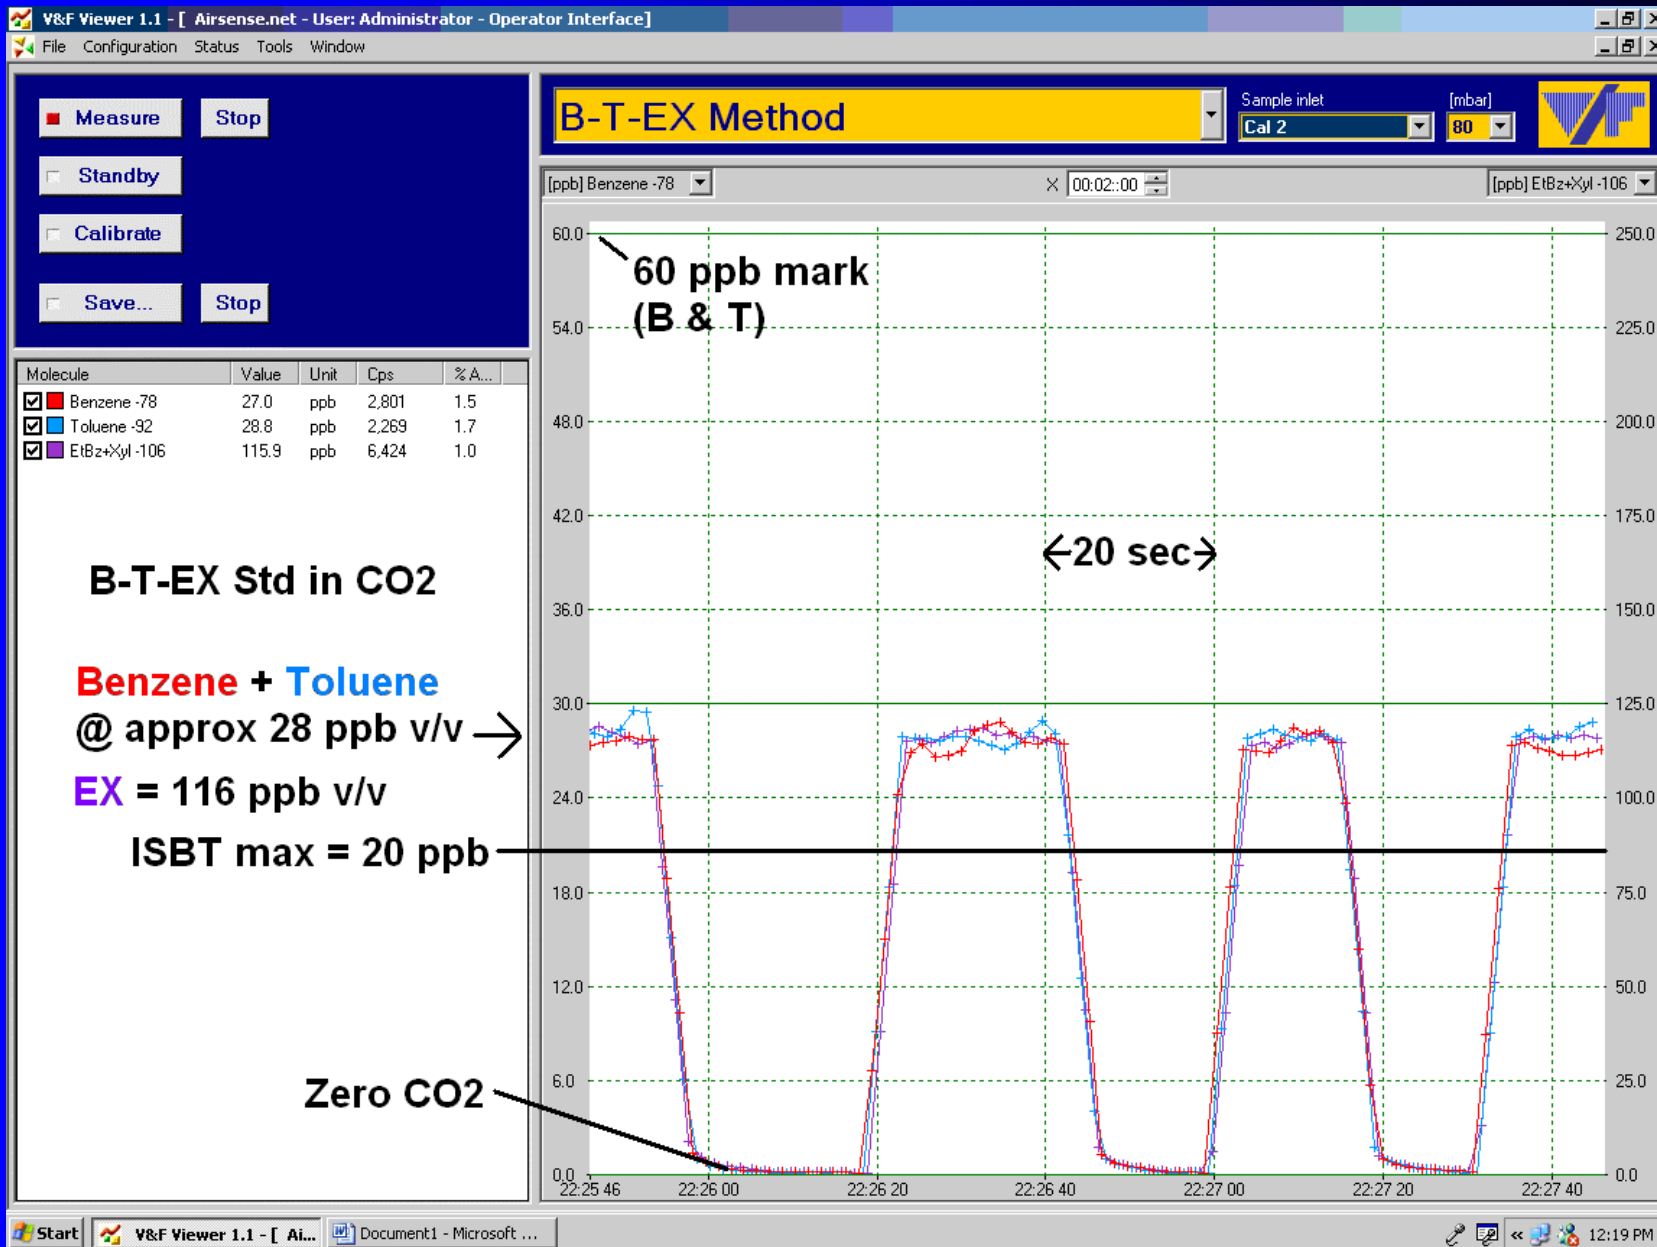 V&F Viewer 1.1 - [ Airsense.net - User: Administrator - Operator Interface]
File Configuration Status Tools Window
Measure Stop
Standby
Calibrate
Save... Stop
B-T-EX Method
Sample inlet [mbar]
Cal 2 80
[ppb] Benzene -78 X 00:02::00 [ppb] EtBz+Xyl -106
Molecule Value Unit Cps % A...
Benzene -78 27.0 ppb 2,801 1.5
Toluene -92 28.8 ppb 2,269 1.7
EtBz+Xyl -106 115.9 ppb 6,424 1.0
B-T-EX Std in CO2
Benzene + Toluene
@ approx 28 ppb v/v
EX = 116 ppb v/v
ISBT max = 20 ppb
Zero CO2
60 ppb mark
(B & T)
20 sec
60.0 250.0
54.0 225.0
48.0 200.0
42.0 175.0
36.0 150.0
30.0 125.0
24.0 100.0
18.0 75.0
12.0 50.0
6.0 25.0
0.0 0.0
22:25 46 22:26 00 22:26 20 22:26 40 22:27 00 22:27 20 22:27 40
Start V&F Viewer 1.1 - [ Ai... Document1 - Microsoft ... « 12:19 PM